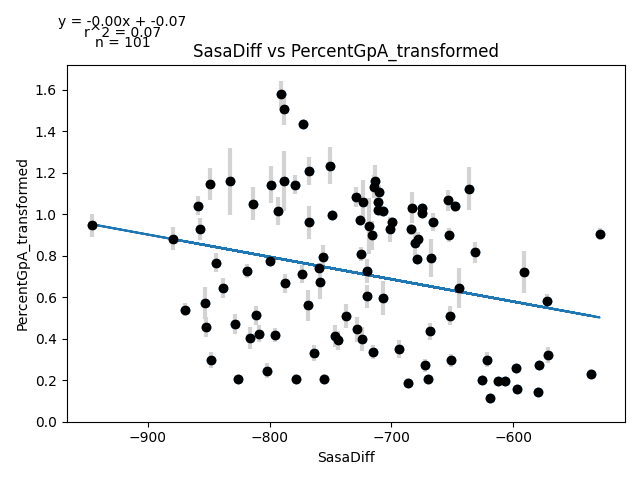 y = -0.00x + -0.07
r^2 = 0.07
n = 101
SasaDiff vs PercentGpA_transformed
PercentGpA_transformed
1.6
1.4
1.2
1.0
0.8
0.6
0.4
0.2
0.0
−900 −800 −700 −600
SasaDiff